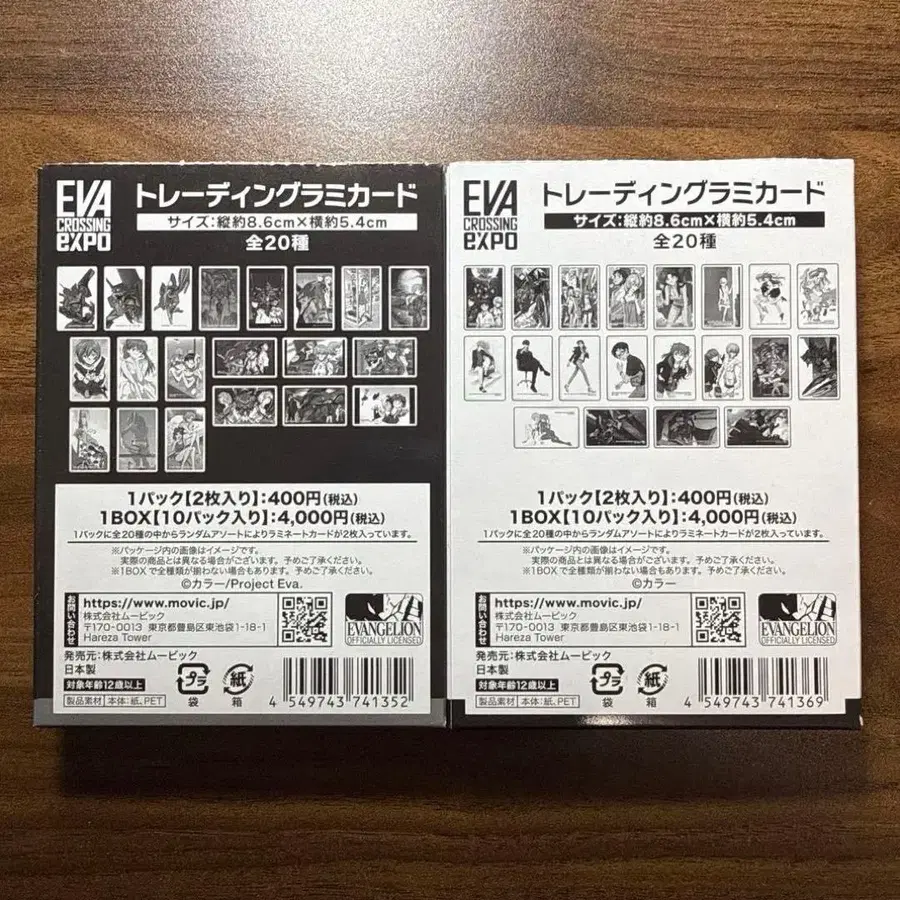 EVA
CROSSING
EXPO
トレーディングラミカード
サイズ:縦約8.6cm×横約5.4cm
全20種
1パック【2枚入り】:400円(税込)
1BOX【10パック入り】:4,000円(税込)
1パックに全20種の中からランダムアソートによりラミネートカードが2枚入っています。
※パッケージ内の画像はイメージです。
実際の商品とは異なる場合がございます。予めご了承ください。
※1BOXで全種類が揃わない場合もあります。予めご了承ください。
©カラー/Project Eva.
お問い合わせ
https://www.movic.jp/
株式会社ムービック
〒170-0013 東京都豊島区東池袋1-18-1
Hareza Tower
EVANGELION
OFFICIALLY LICENSED
発売元:株式会社ムービック
日本製
対象年齢12歳以上
製品素材 本体:紙、PET
プラ
袋
紙
箱
4 549743 741352
EVA
CROSSING
EXPO
トレーディングラミカード
サイズ:縦約8.6cm×横約5.4cm
全20種
1パック【2枚入り】:400円(税込)
1BOX【10パック入り】:4,000円(税込)
1パックに全20種の中からランダムアソートによりラミネートカードが2枚入っています。
※パッケージ内の画像はイメージです。
実際の商品とは異なる場合がございます。予めご了承ください。
※1BOXで全種類が揃わない場合もあります。予めご了承ください。
©カラー
お問い合わせ
https://www.movic.jp/
株式会社ムービック
〒170-0013 東京都豊島区東池袋1-18-1
Hareza Tower
EVANGELION
OFFICIALLY LICENSED
発売元:株式会社ムービック
日本製
対象年齢12歳以上
製品素材 本体:紙、PET
プラ
袋
紙
箱
4 549743 741369